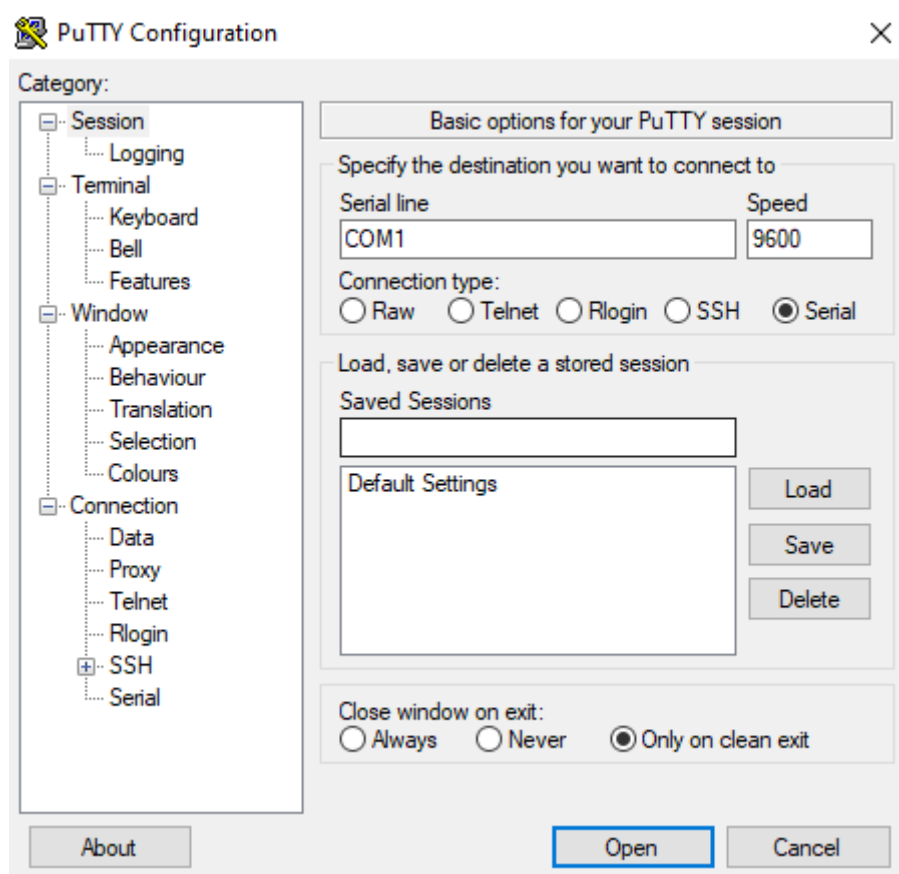 PuTTY Configuration
Category:
Session
Logging
Terminal
Keyboard
Bell
Features
Window
Appearance
Behaviour
Translation
Selection
Colours
Connection
Data
Proxy
Telnet
Rlogin
SSH
Serial
Basic options for your PuTTY session
Specify the destination you want to connect to
Serial line Speed
COM1 9600
Connection type:
Raw Telnet Rlogin SSH Serial
Load, save or delete a stored session
Saved Sessions
Default Settings
Load
Save
Delete
Close window on exit:
Always Never Only on clean exit
About Open Cancel